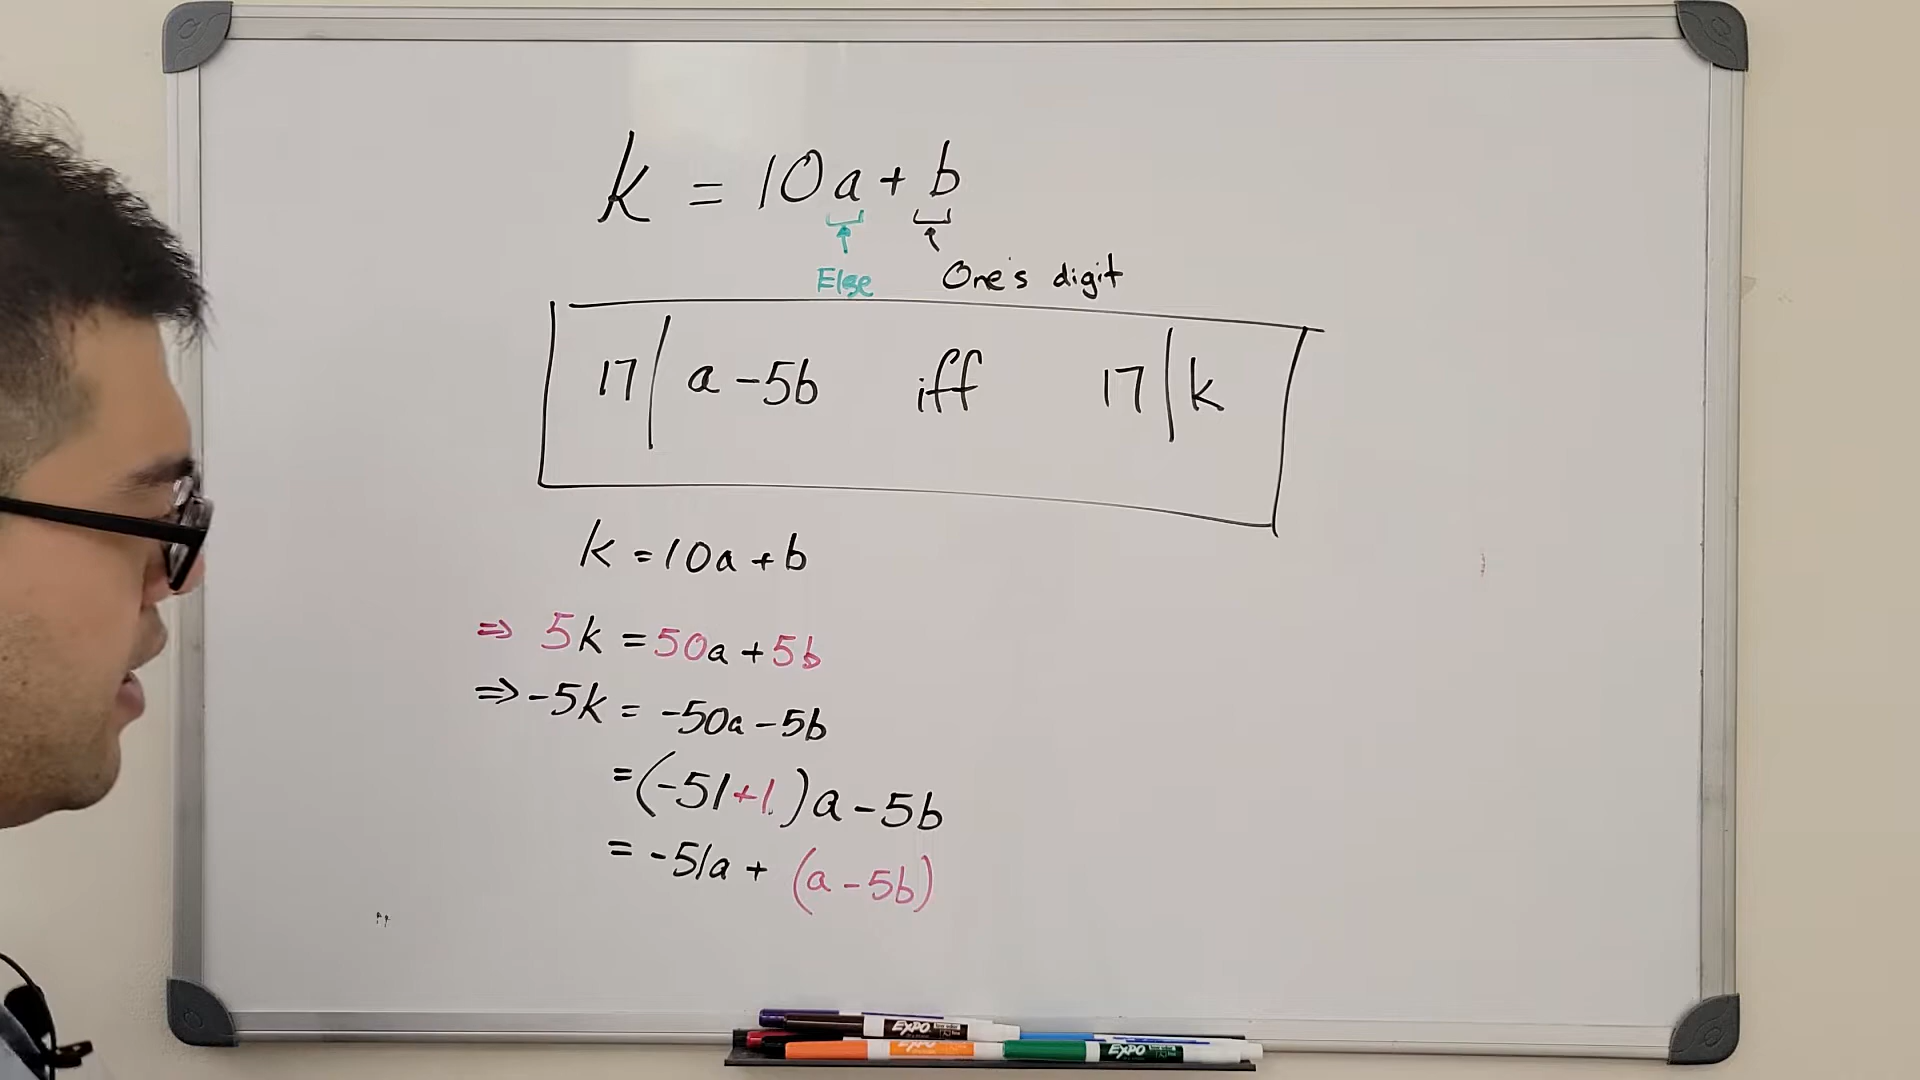 k = 10a + b
Else
One's digit
17 | a - 5b iff 17 | k
k = 10a + b
⇒ 5k = 50a + 5b
⇒ -5k = -50a - 5b
= (-51+1)a - 5b
= -51a + (a - 5b)
EXPO
EXPO
EXPO